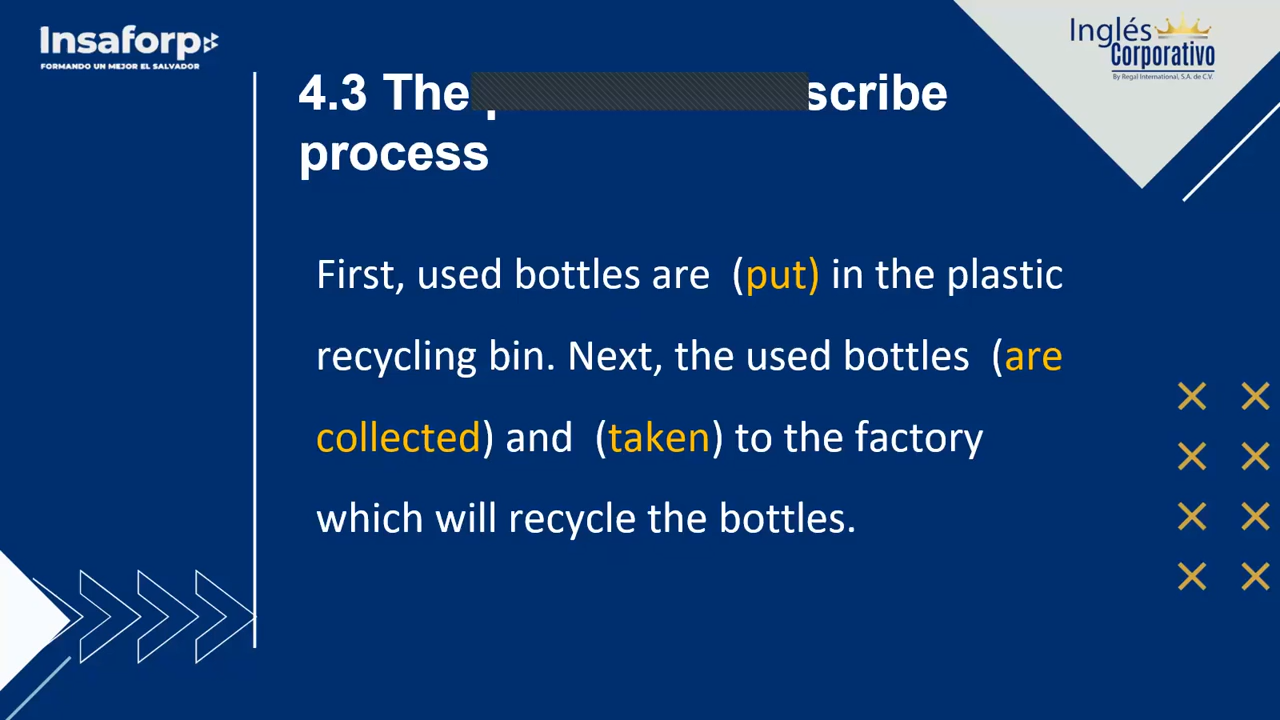 Insaforp
FORMANDO UN MEJOR EL SALVADOR
Inglés
Corporativo
By Regal International, S.A. de C.V.
4.3 The
process
First, used bottles are (put) in the plastic
recycling bin. Next, the used bottles (are
collected) and (taken) to the factory
which will recycle the bottles.